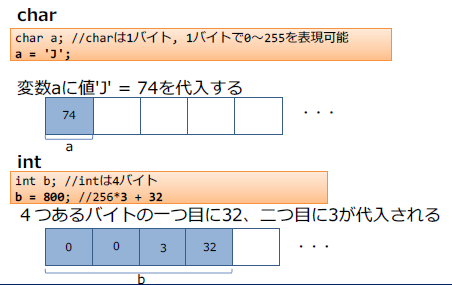 char
char a; //charは1バイト, 1バイトで0～255を表現可能
a = 'J';
変数aに値'J' = 74を代入する
74
・・・
a
int
int b; //intは4バイト
b = 800; //256*3 + 32
４つあるバイトの一つ目に32、二つ目に3が代入される
0 0 3 32
・・・
b